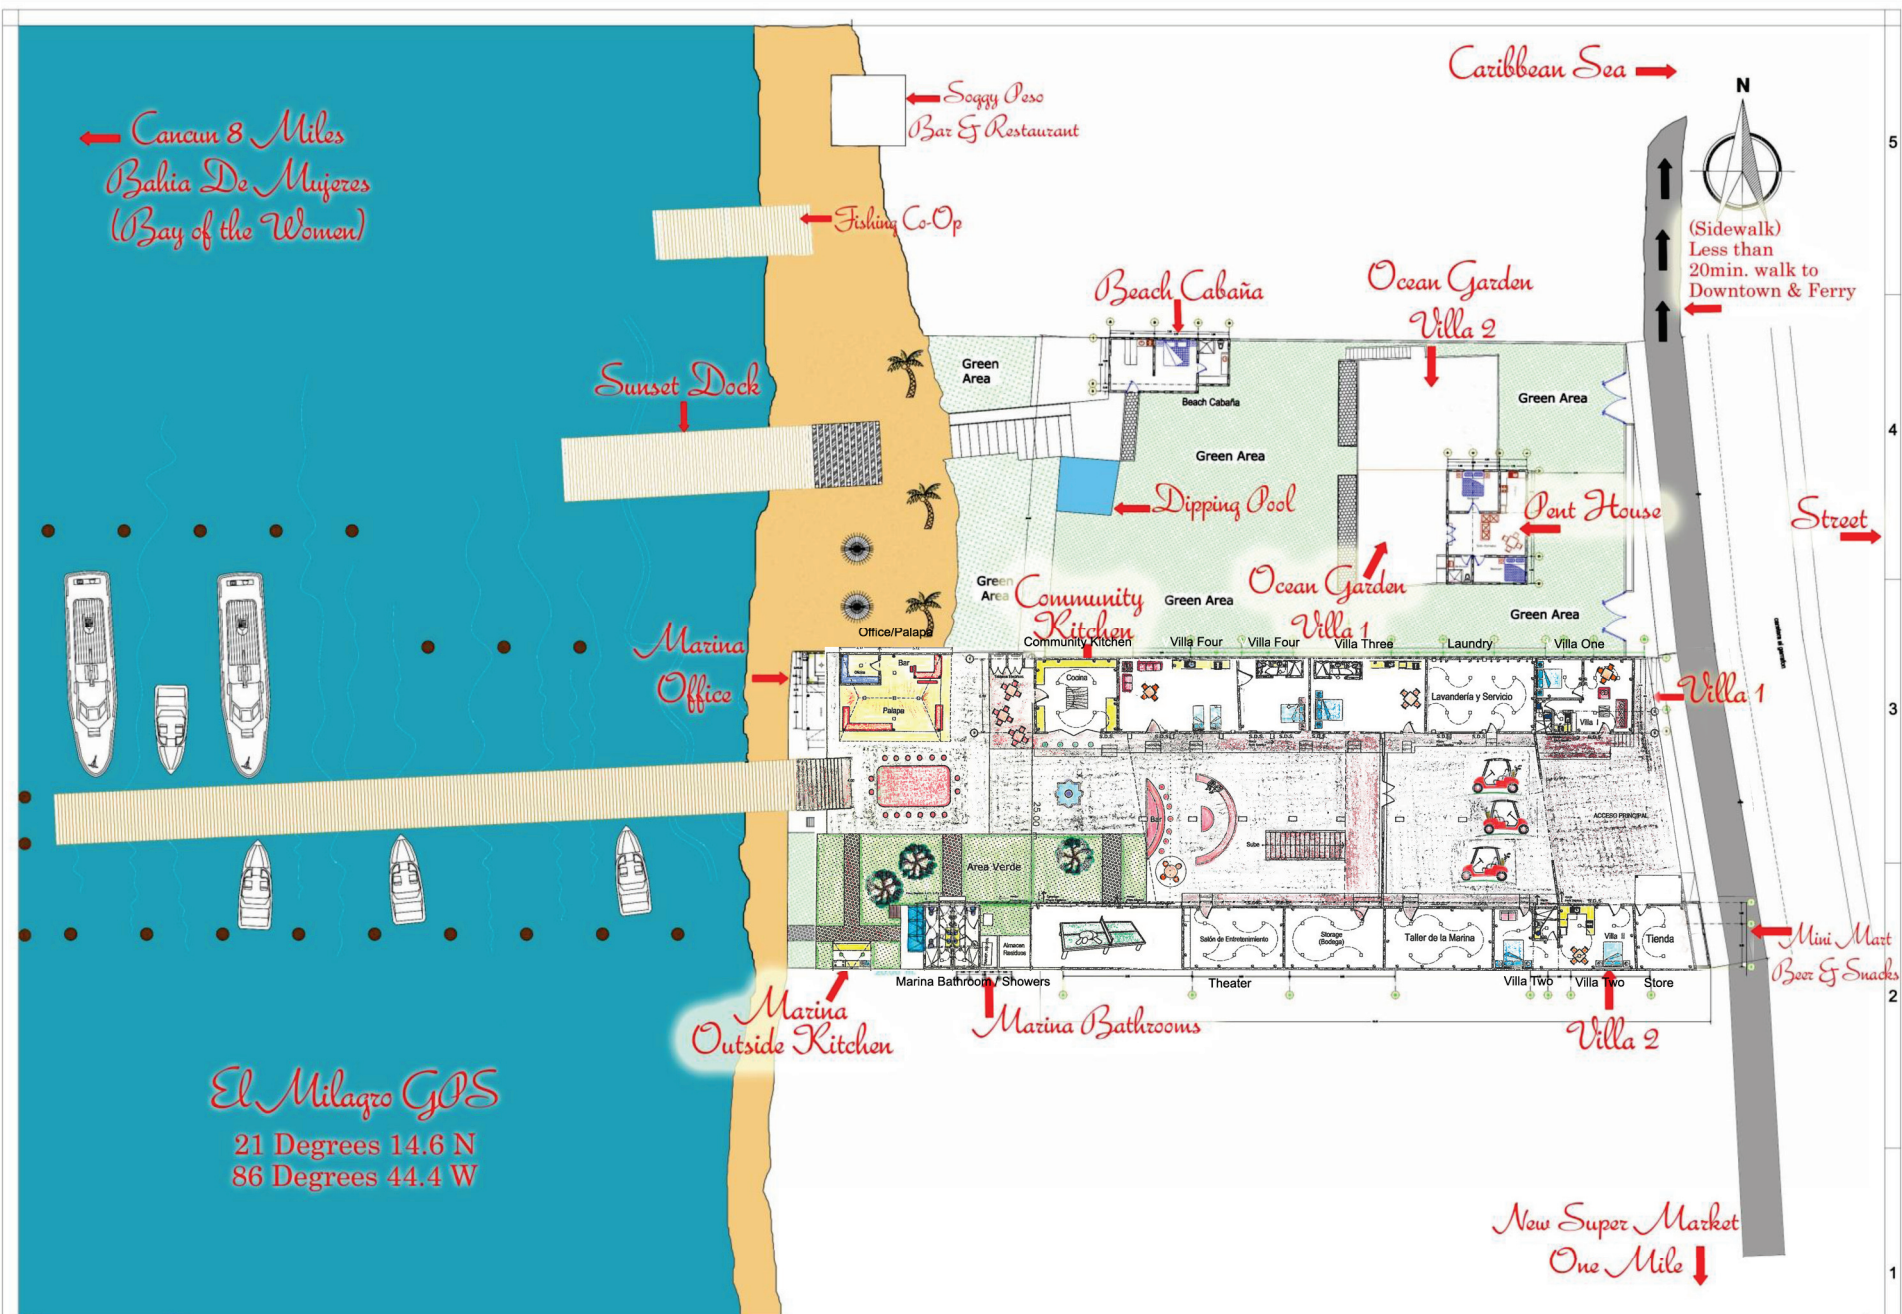 Caribbean Sea
N
5
Soggy Peso
Bar & Restaurant
Cancun 8 Miles
Bahia De Mujeres
(Bay of the Women)
Fishing Co-Op
(Sidewalk)
Less than
20min. walk to
Downtown & Ferry
Beach Cabaña
Ocean Garden
Villa 2
Green
Area
Sunset Dock
Beach Cabaña
Green Area
4
Green Area
Dipping Pool
Pent House
Street
Green
Area
Community
Kitchen
Green Area
Ocean Garden
Villa 1
Green Area
Office/Palapa
Community Kitchen
Villa Four
Villa Four
Villa Three
Laundry
Villa One
Marina
Office
Bar
Palapa
Cocina
Lavandería y Servicio
Villa I
Villa 1
3
25.00
Bar
Sube
ACCESO PRINCIPAL
Area Verde
Almacen
Residuos
Salón de Entretenimiento
Storage
(Bodega)
Taller de la Marina
Villa II
Tienda
Mini Mart
Beer & Snacks
Marina Bathroom / Showers
Theater
Villa Two
Villa Two
Store
2
Marina
Outside Kitchen
Marina Bathrooms
Villa 2
El Milagro GPS
21 Degrees 14.6 N
86 Degrees 44.4 W
New Super Market
One Mile
1